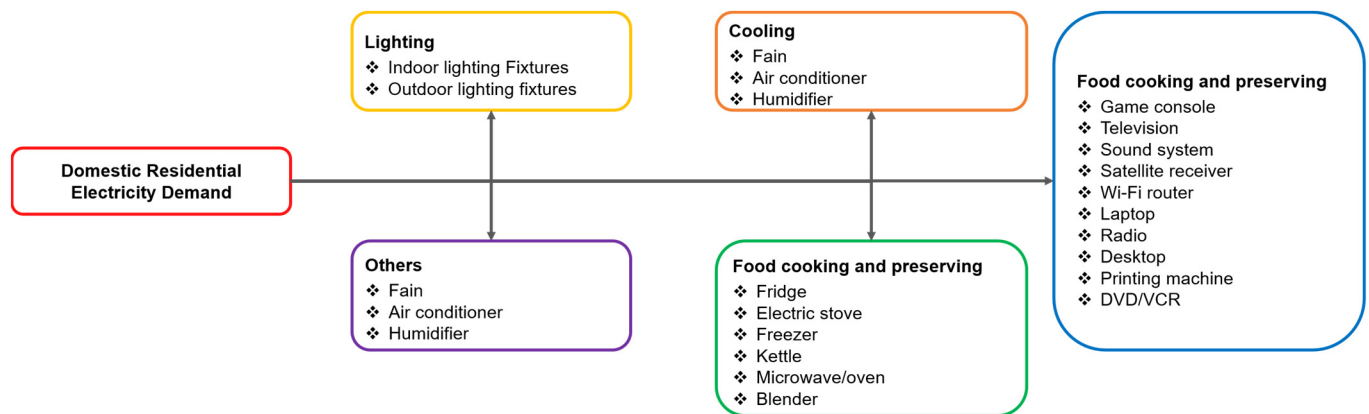 Domestic Residential
Electricity Demand
Lighting
❖ Indoor lighting Fixtures
❖ Outdoor lighting fixtures
Others
❖ Fain
❖ Air conditioner
❖ Humidifier
Cooling
❖ Fain
❖ Air conditioner
❖ Humidifier
Food cooking and preserving
❖ Fridge
❖ Electric stove
❖ Freezer
❖ Kettle
❖ Microwave/oven
❖ Blender
Food cooking and preserving
❖ Game console
❖ Television
❖ Sound system
❖ Satellite receiver
❖ Wi-Fi router
❖ Laptop
❖ Radio
❖ Desktop
❖ Printing machine
❖ DVD/VCR